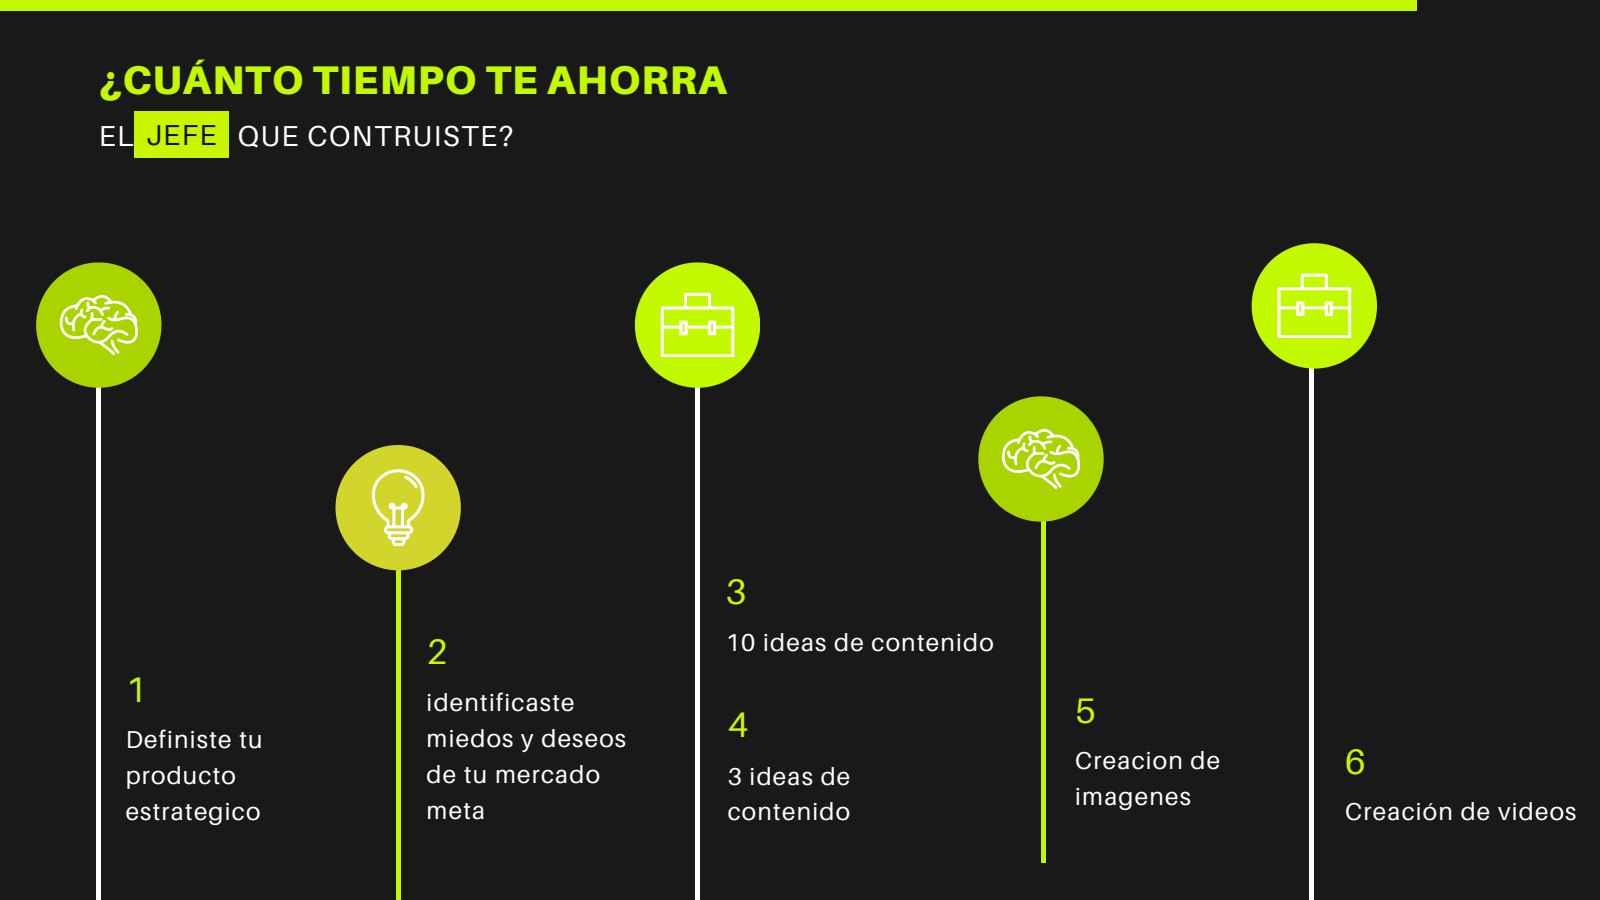 ¿CUÁNTO TIEMPO TE AHORRA
EL JEFE QUE CONTRUISTE?
1
Definiste tu
producto
estrategico
2
identificaste
miedos y deseos
de tu mercado
meta
3
10 ideas de contenido
4
3 ideas de
contenido
5
Creacion de
imagenes
6
Creación de videos